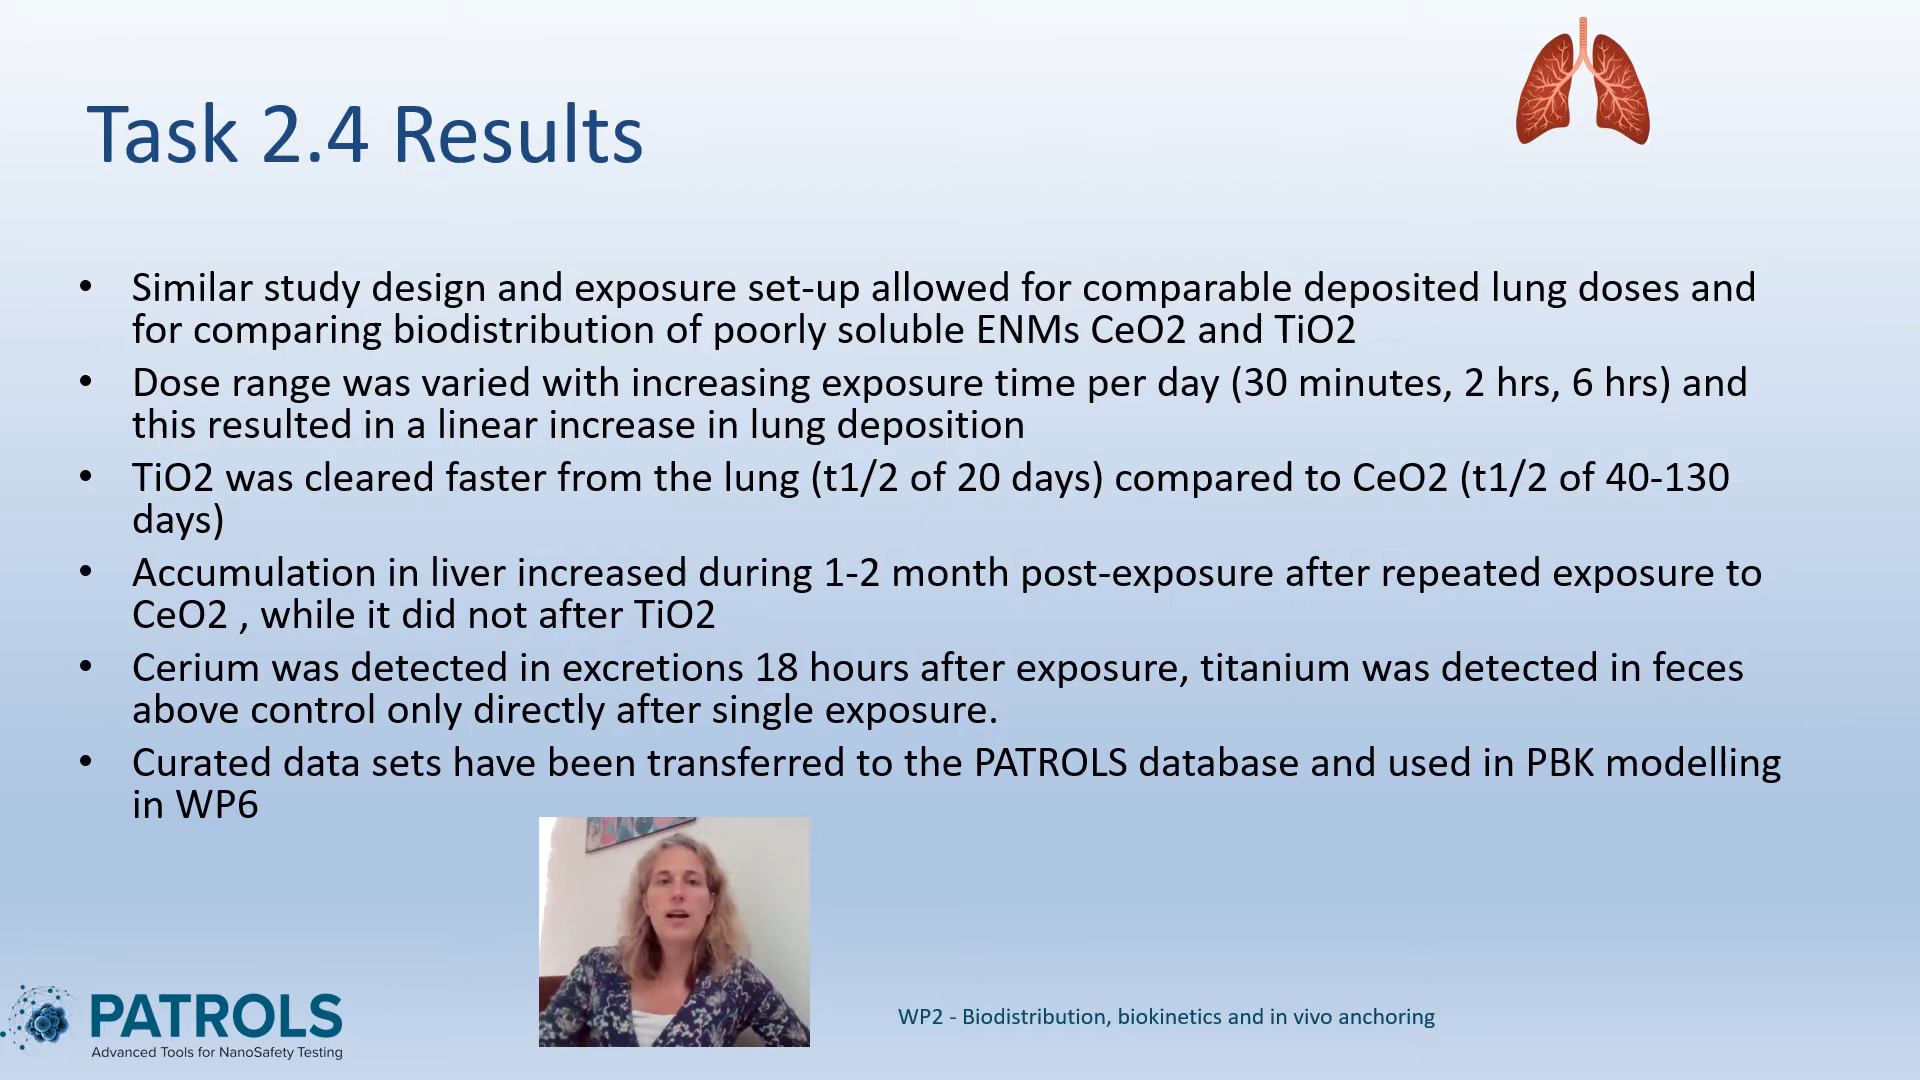 Task 2.4 Results
• Similar study design and exposure set-up allowed for comparable deposited lung doses and
for comparing biodistribution of poorly soluble ENMs CeO2 and TiO2
• Dose range was varied with increasing exposure time per day (30 minutes, 2 hrs, 6 hrs) and
this resulted in a linear increase in lung deposition
• TiO2 was cleared faster from the lung (t1/2 of 20 days) compared to CeO2 (t1/2 of 40-130
days)
• Accumulation in liver increased during 1-2 month post-exposure after repeated exposure to
CeO2 , while it did not after TiO2
• Cerium was detected in excretions 18 hours after exposure, titanium was detected in feces
above control only directly after single exposure.
• Curated data sets have been transferred to the PATROLS database and used in PBK modelling
in WP6
PATROLS
Advanced Tools for NanoSafety Testing
WP2 - Biodistribution, biokinetics and in vivo anchoring